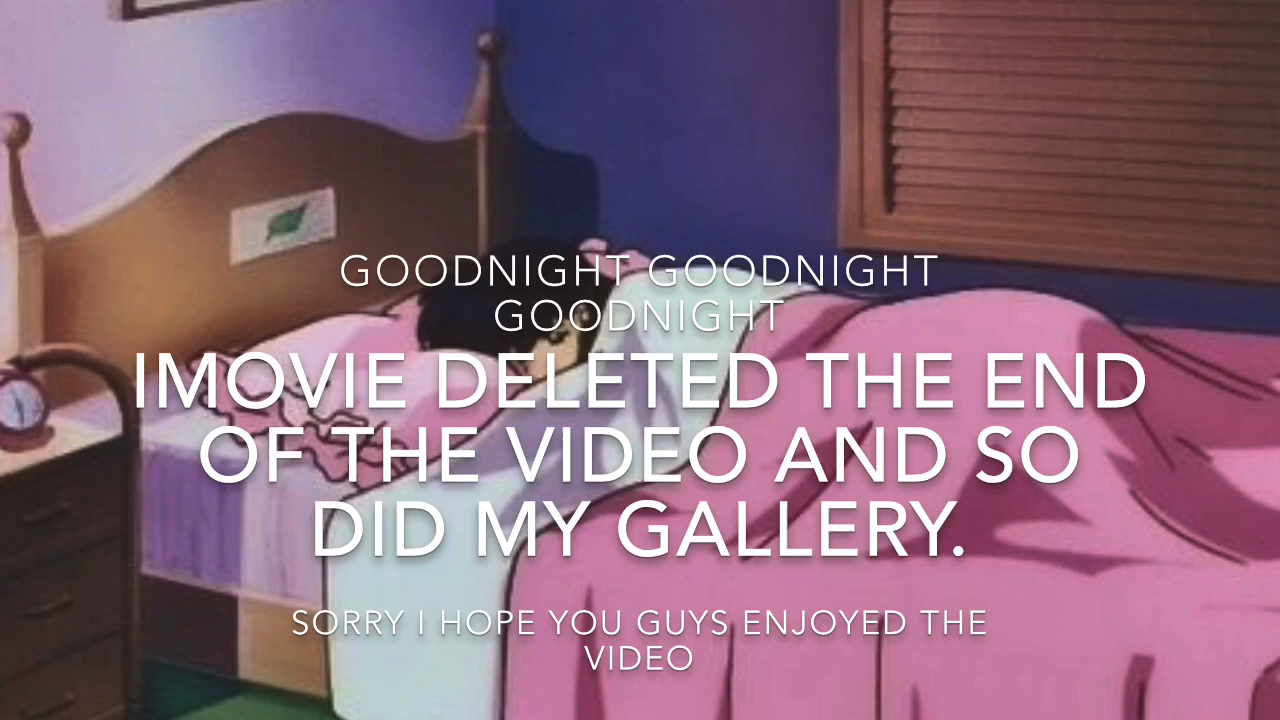 GOODNIGHT GOODNIGHT
GOODNIGHT
IMOVIE DELETED THE END
OF THE VIDEO AND SO
DID MY GALLERY.
SORRY I HOPE YOU GUYS ENJOYED THE
VIDEO